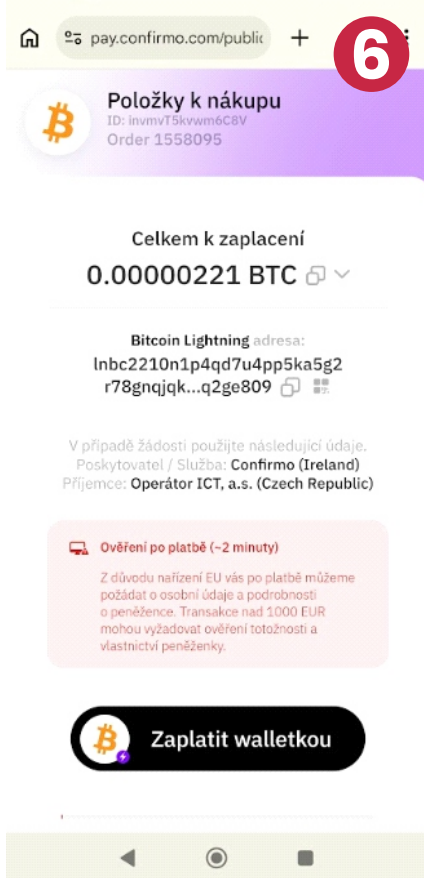 pay.confirmo.com/public
6
Položky k nákupu
ID: invmvT5kvwm6C8V
Order 1558095
Celkem k zaplacení
0.00000221 BTC
Bitcoin Lightning adresa:
lnbc2210n1p4qd7u4pp5ka5g2
r78gnqjqk...q2ge809
V případě žádosti použijte následující údaje.
Poskytovatel / Služba: Confirmo (Ireland)
Příjemce: Operátor ICT, a.s. (Czech Republic)
Ověření po platbě (~2 minuty)
Z důvodu nařízení EU vás po platbě můžeme
požádat o osobní údaje a podrobnosti
o peněžence. Transakce nad 1000 EUR
mohou vyžadovat ověření totožnosti a
vlastnictví peněženky.
Zaplatit walletkou